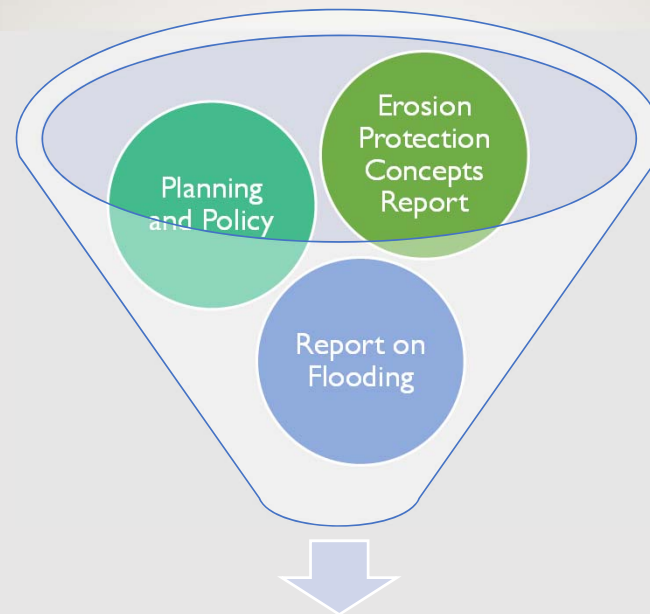 Erosion
Protection
Concepts
Report
Planning
and Policy
Report on
Flooding